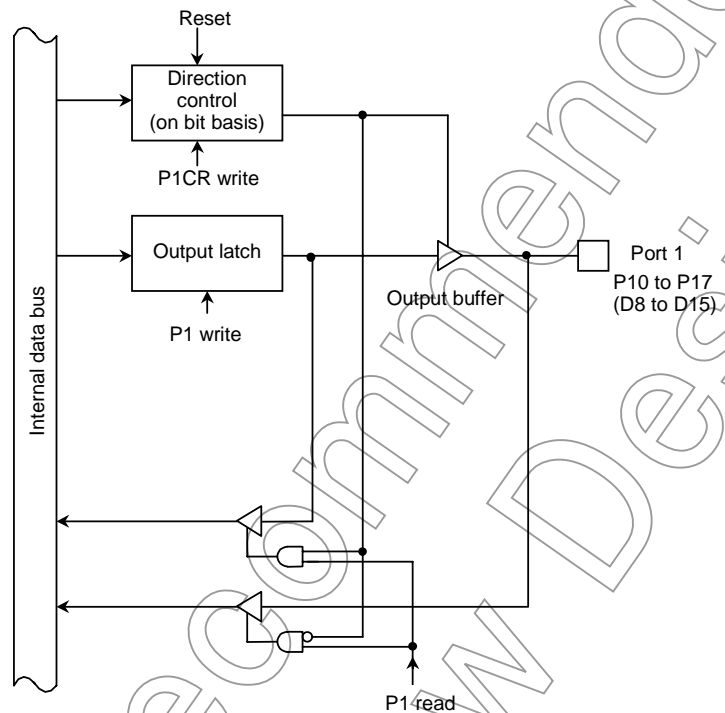 Reset
Direction
control
(on bit basis)
P1CR write
Output latch
P1 write
Output buffer
Port 1
P10 to P17
(D8 to D15)
Internal data bus
P1 read